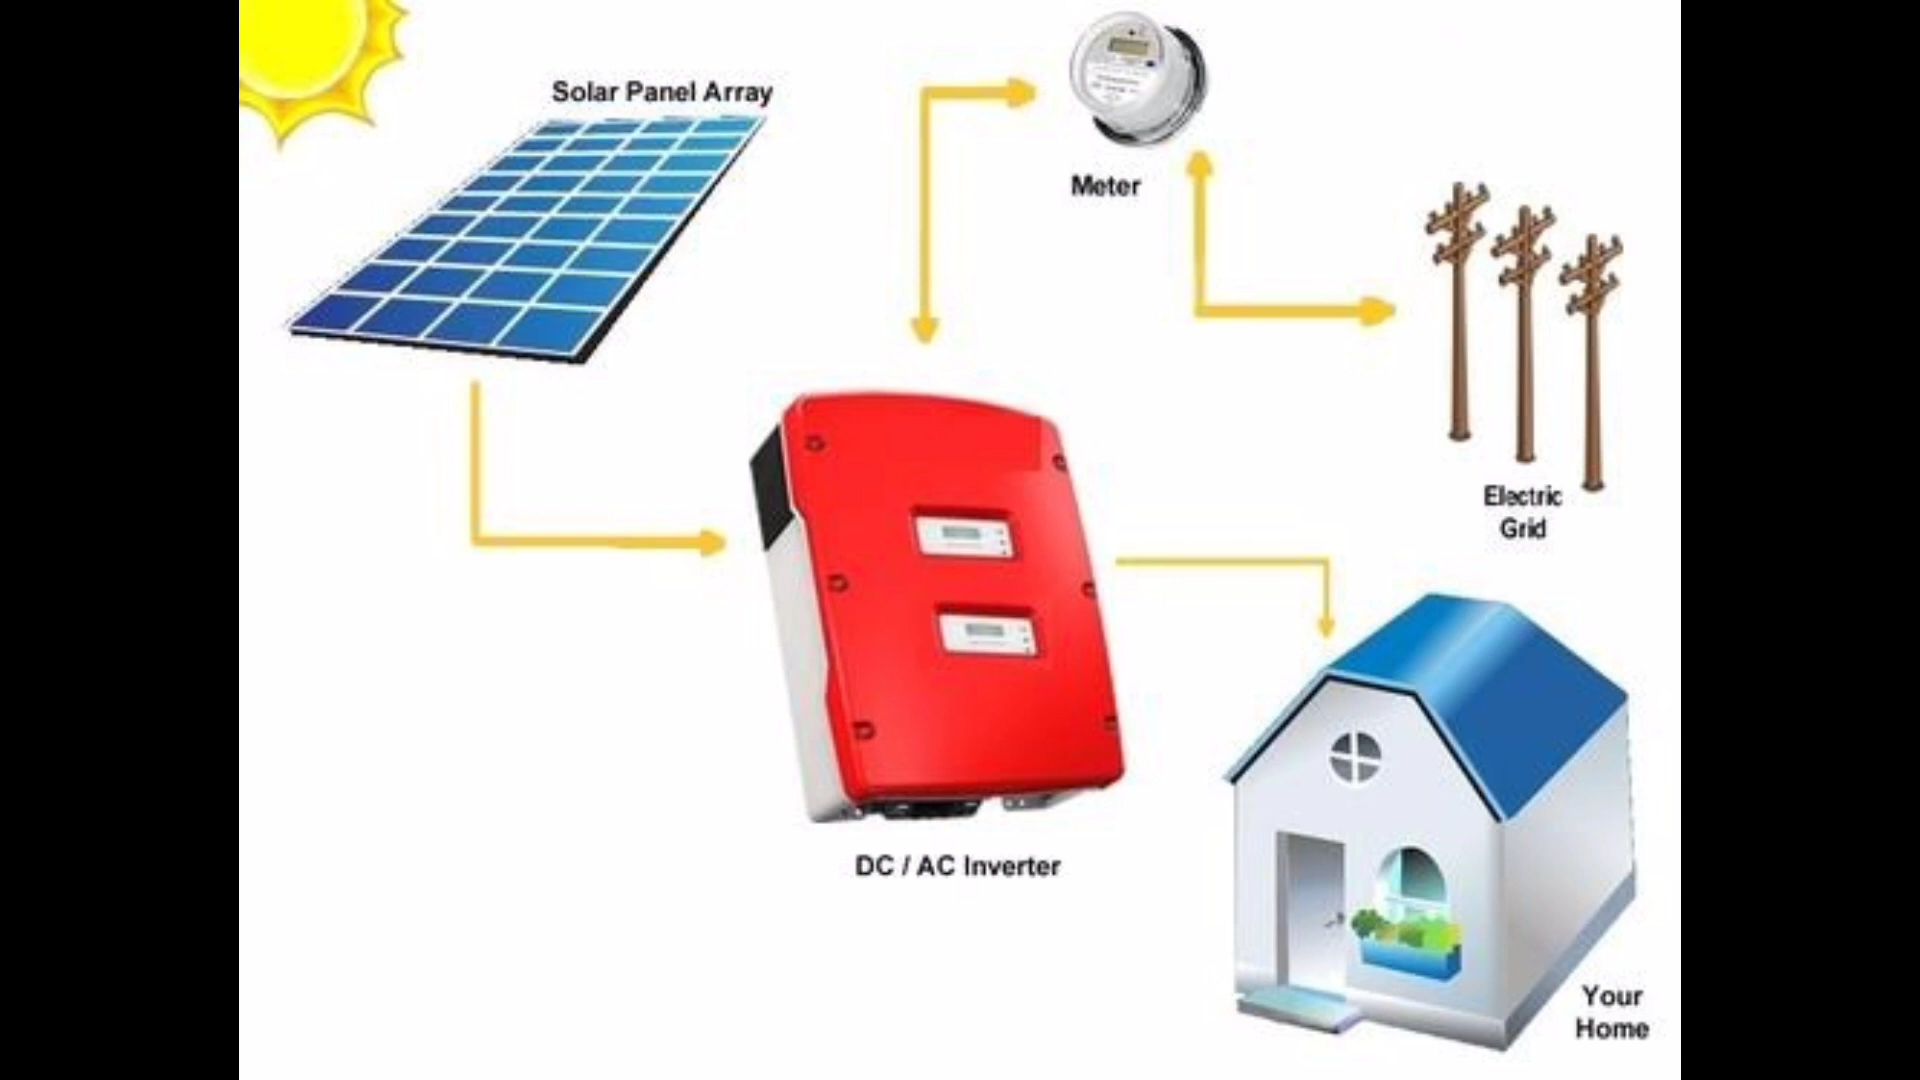 Solar Panel Array
Meter
Electric
Grid
DC / AC Inverter
Your
Home